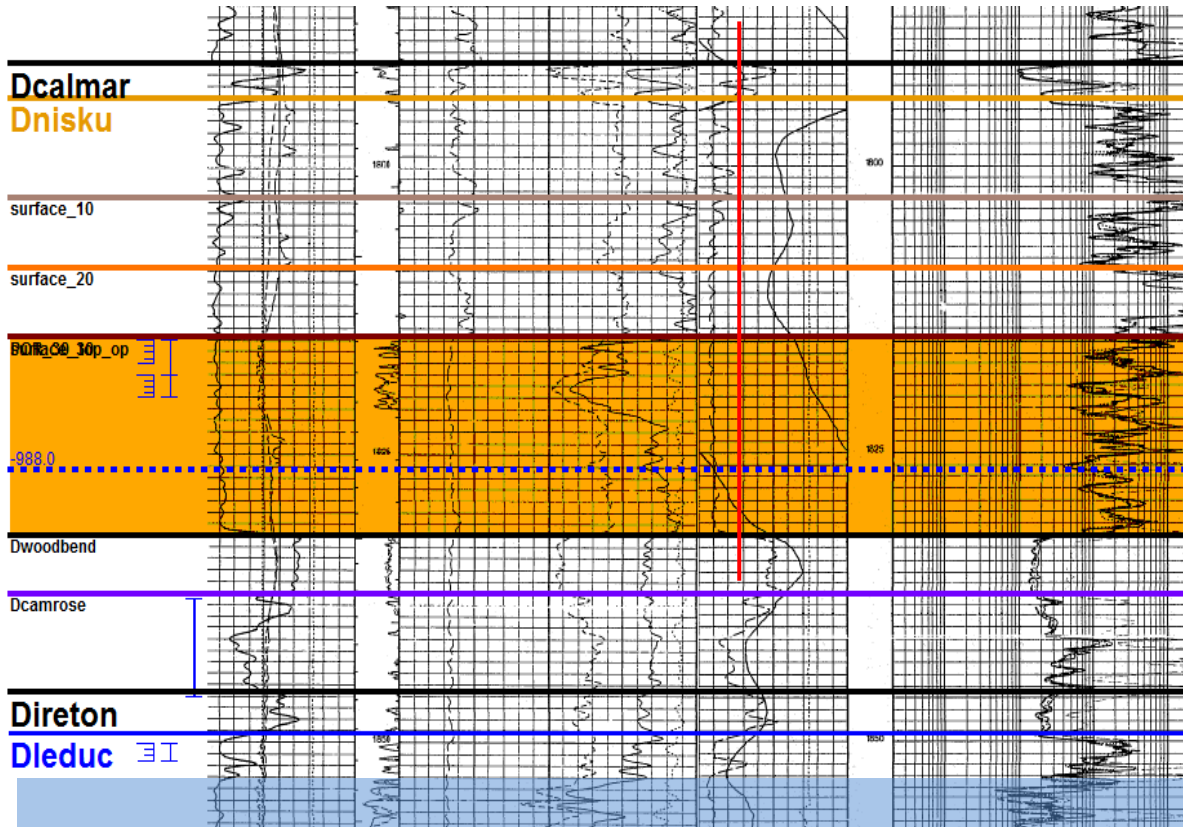 Dcalmar
Dnisku
1800
1800
surface_10
surface_20
-988.0
1825
1825
Dwoodbend
Dcamrose
Direton
Dleduc
1850
1850